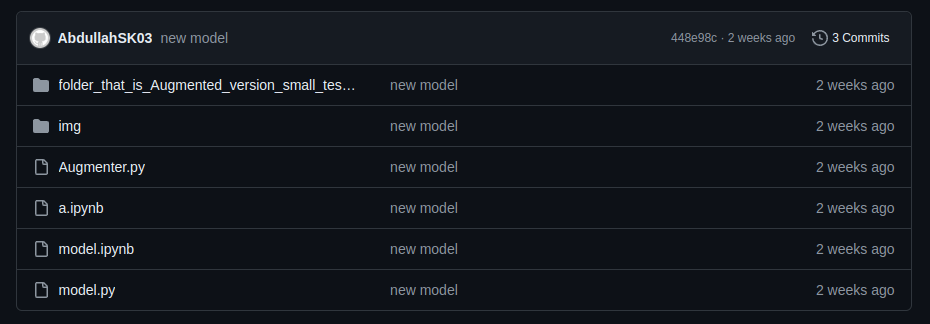 AbdullahSK03 new model 448e98c · 2 weeks ago 3 Commits
folder_that_is_Augmented_version_small_tes… new model 2 weeks ago
img new model 2 weeks ago
Augmenter.py new model 2 weeks ago
a.ipynb new model 2 weeks ago
model.ipynb new model 2 weeks ago
model.py new model 2 weeks ago